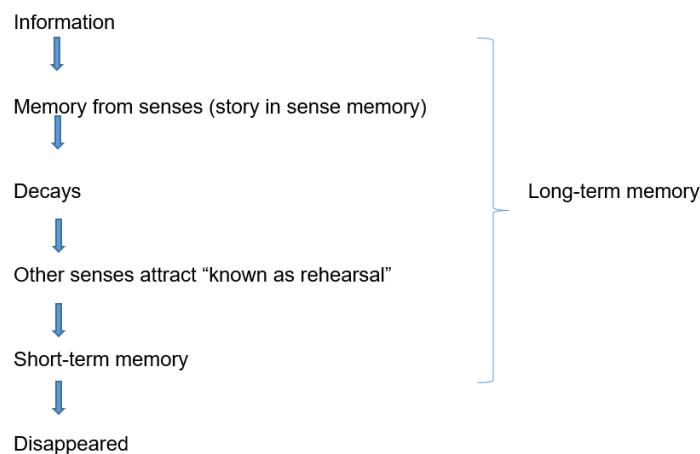 Information
Memory from senses (story in sense memory)
Decays
Long-term memory
Other senses attract “known as rehearsal”
Short-term memory
Disappeared